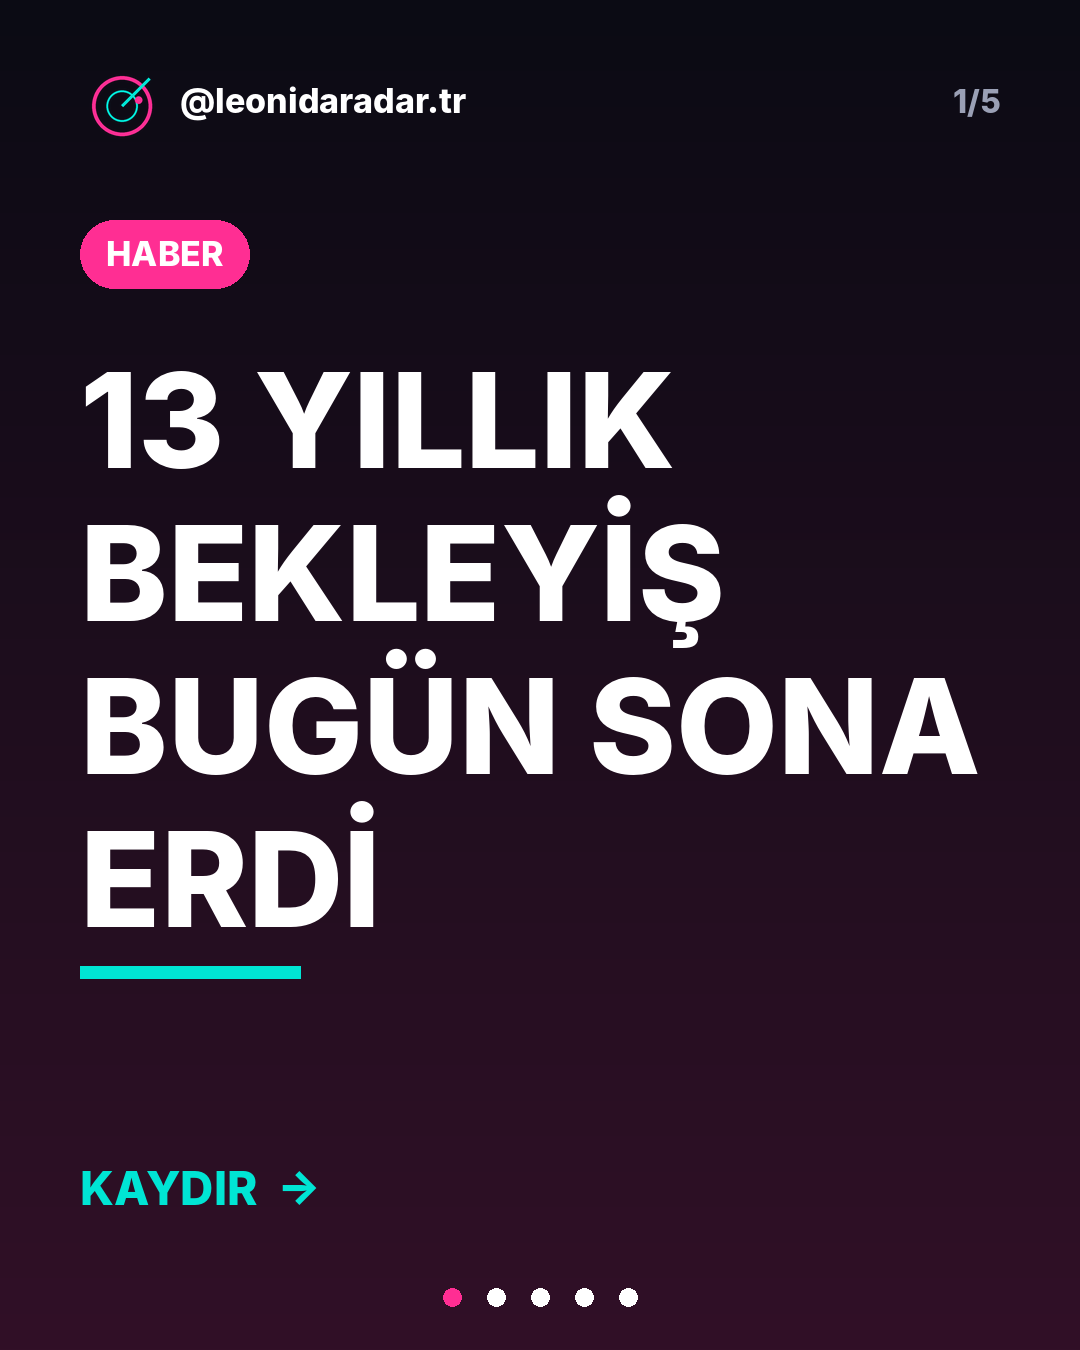 @leonidaradar.tr
1/5
HABER
13 YILLIK
BEKLEYİŞ
BUGÜN SONA
ERDİ
KAYDIR →